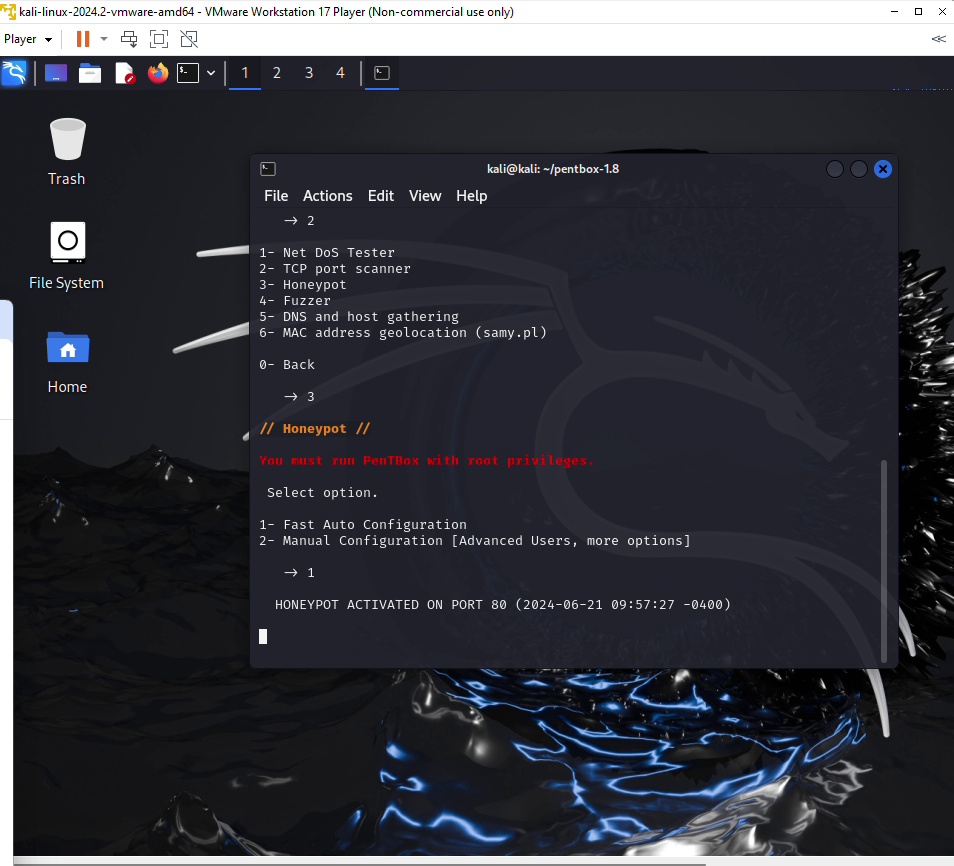 kali-linux-2024.2-vmware-amd64 - VMware Workstation 17 Player (Non-commercial use only)
Player
1 2 3 4
Trash
File System
Home
kali@kali: ~/pentbox-1.8
File Actions Edit View Help
→ 2
1- Net DoS Tester
2- TCP port scanner
3- Honeypot
4- Fuzzer
5- DNS and host gathering
6- MAC address geolocation (samy.pl)
0- Back
→ 3
// Honeypot //
You must run PenTBox with root privileges.
Select option.
1- Fast Auto Configuration
2- Manual Configuration [Advanced Users, more options]
→ 1
HONEYPOT ACTIVATED ON PORT 80 (2024-06-21 09:57:27 -0400)